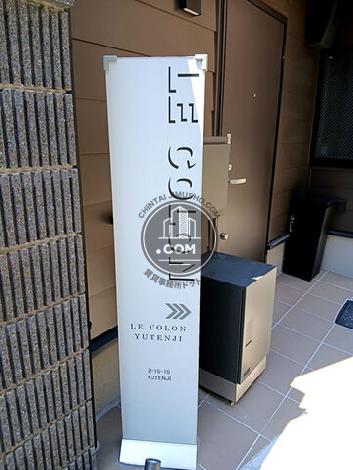 LE COLON
CHINTAI JIMUSHO.COM
.COM
賃貸事務所ドットコム
LE COLON
YUTENJI
2-15-10
YUTENJI